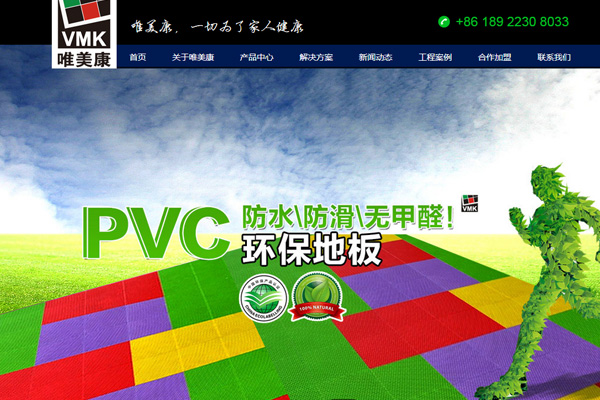 VMK
唯美康
唯美康，一切为了家人健康
+86 189 2230 8033
首页 关于唯美康 产品中心 解决方案 新闻动态 工程案例 合作加盟 联系我们
PVC
防水\防滑\无甲醛！
VMK
环保地板
CHINA ECOLABELLING
100% NATURAL